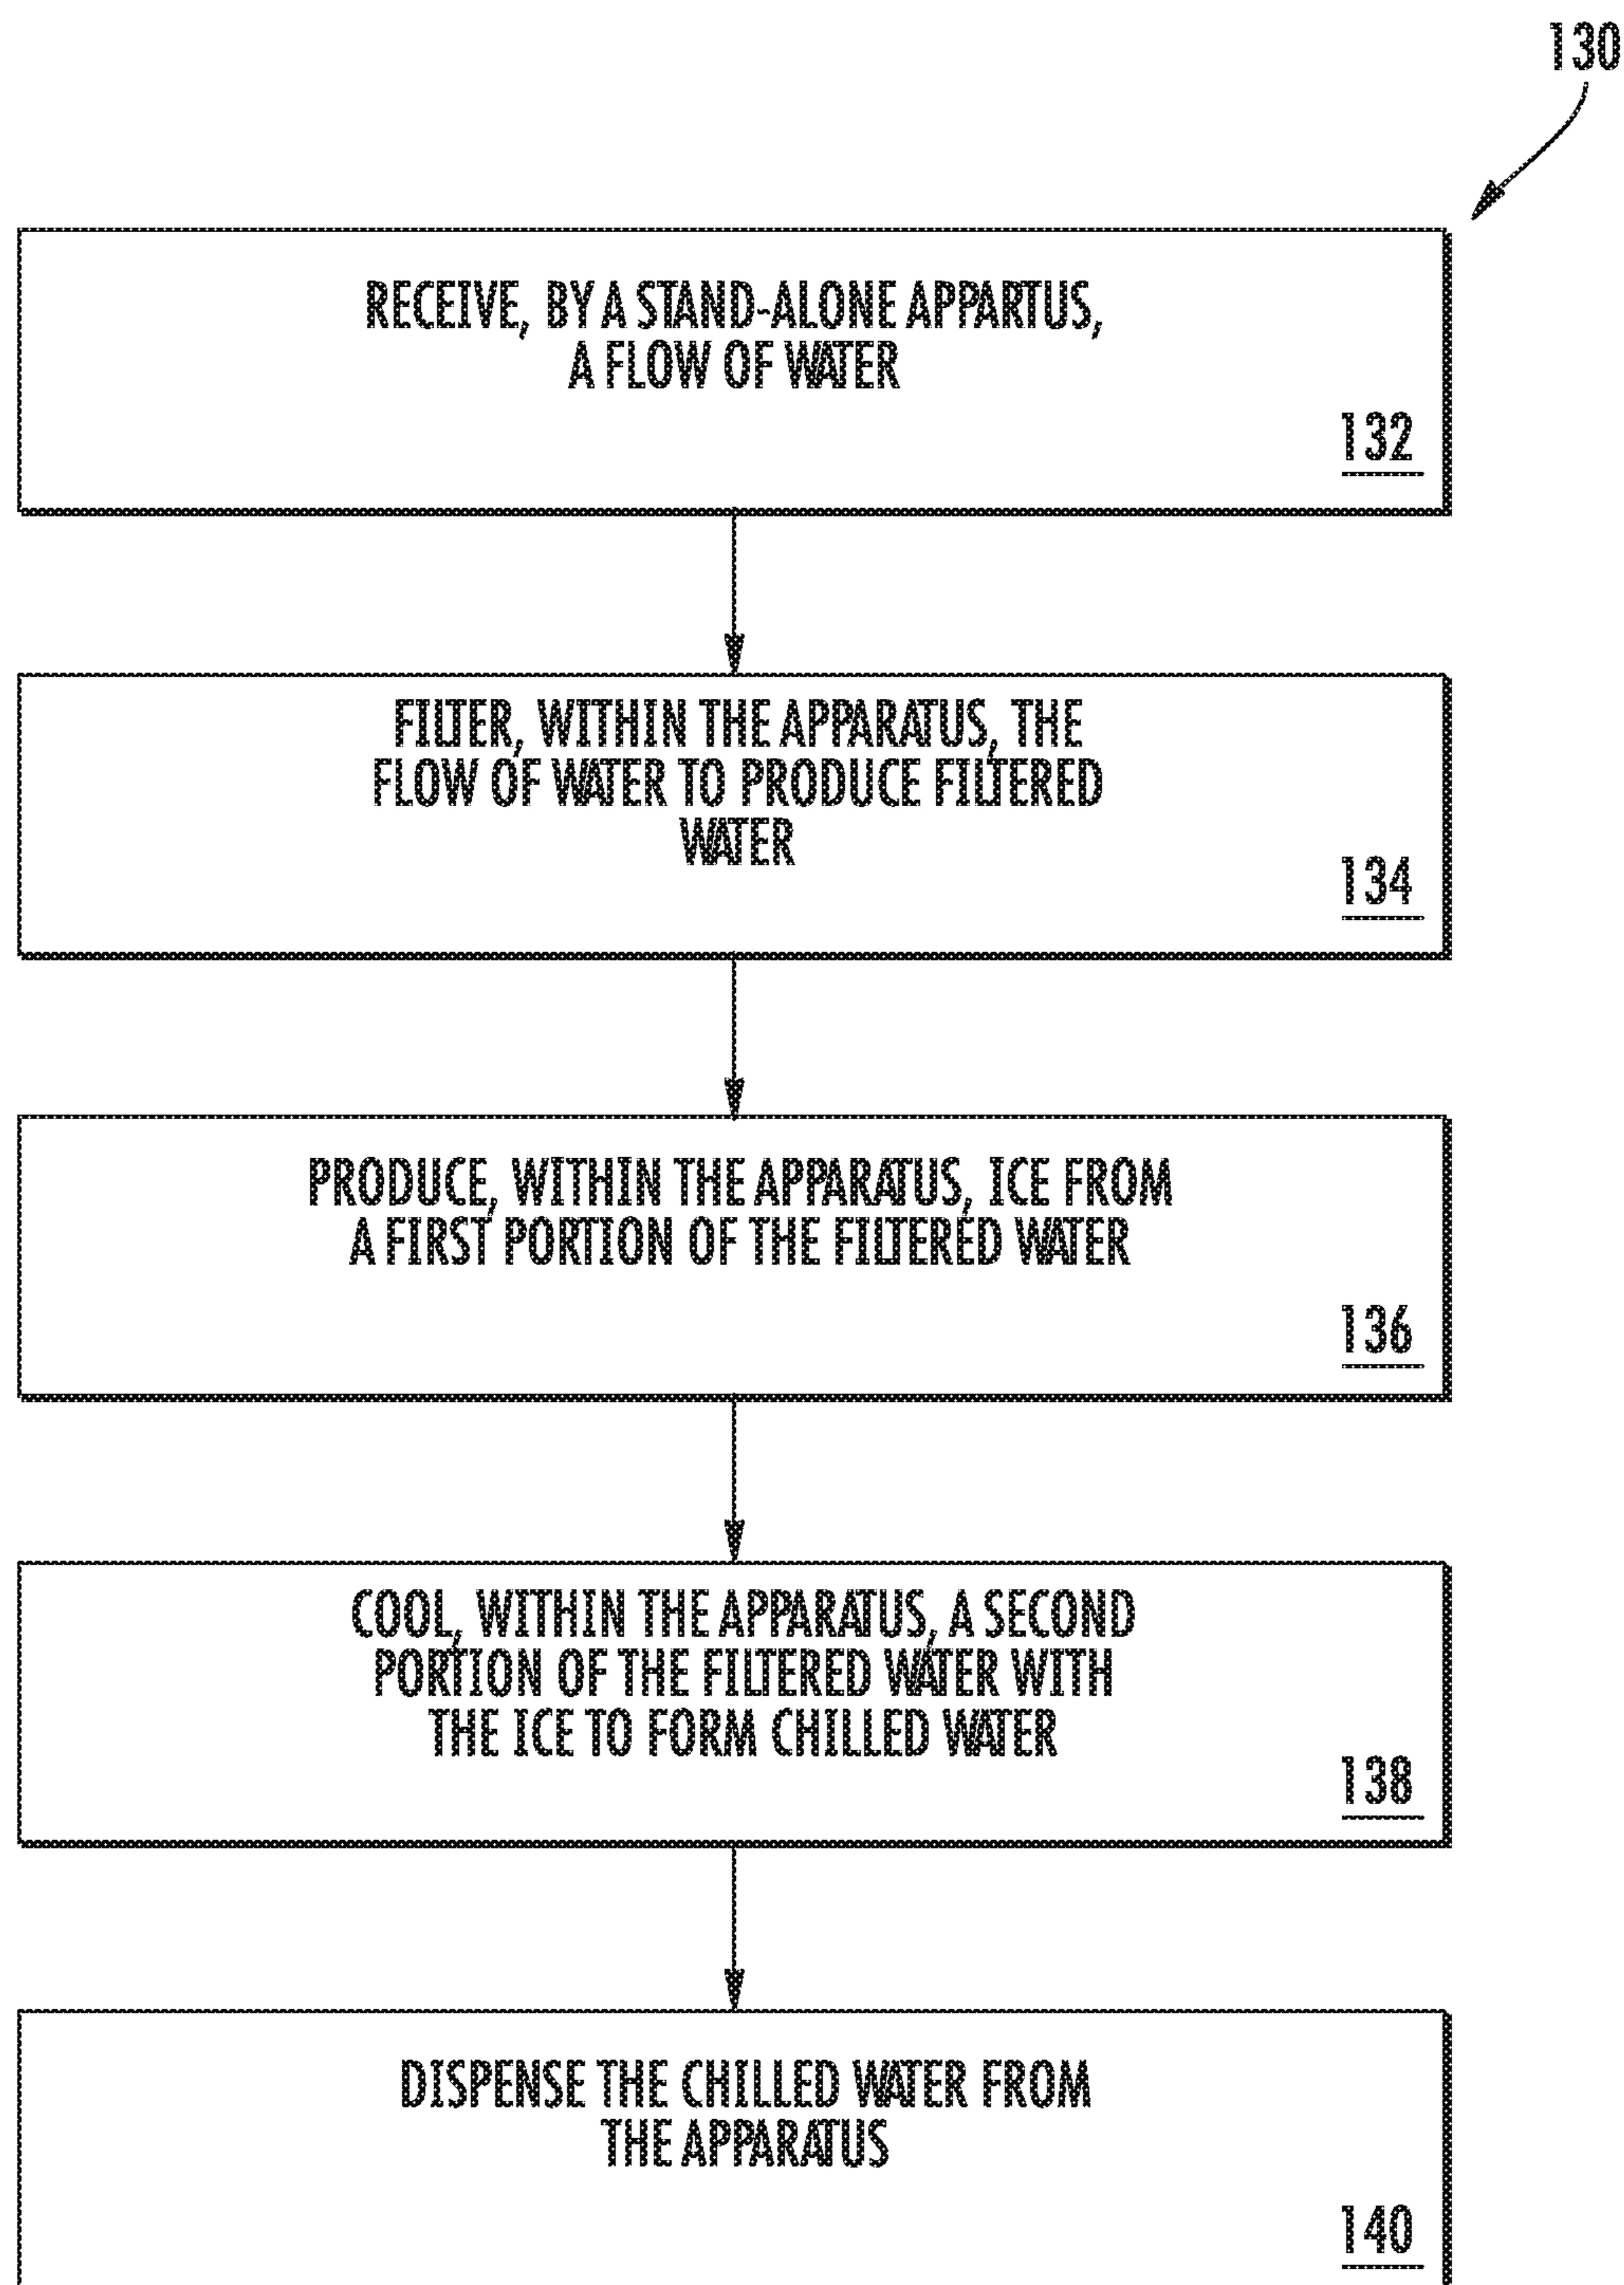 130
RECEIVE, BY A STAND-ALONE APPARTUS,
A FLOW OF WATER
132
FILTER, WITHIN THE APPARATUS, THE
FLOW OF WATER TO PRODUCE FILTERED
WATER
134
PRODUCE, WITHIN THE APPARATUS, ICE FROM
A FIRST PORTION OF THE FILTERED WATER
136
COOL, WITHIN THE APPARATUS, A SECOND
PORTION OF THE FILTERED WATER WITH
THE ICE TO FORM CHILLED WATER
138
DISPENSE THE CHILLED WATER FROM
THE APPARATUS
140